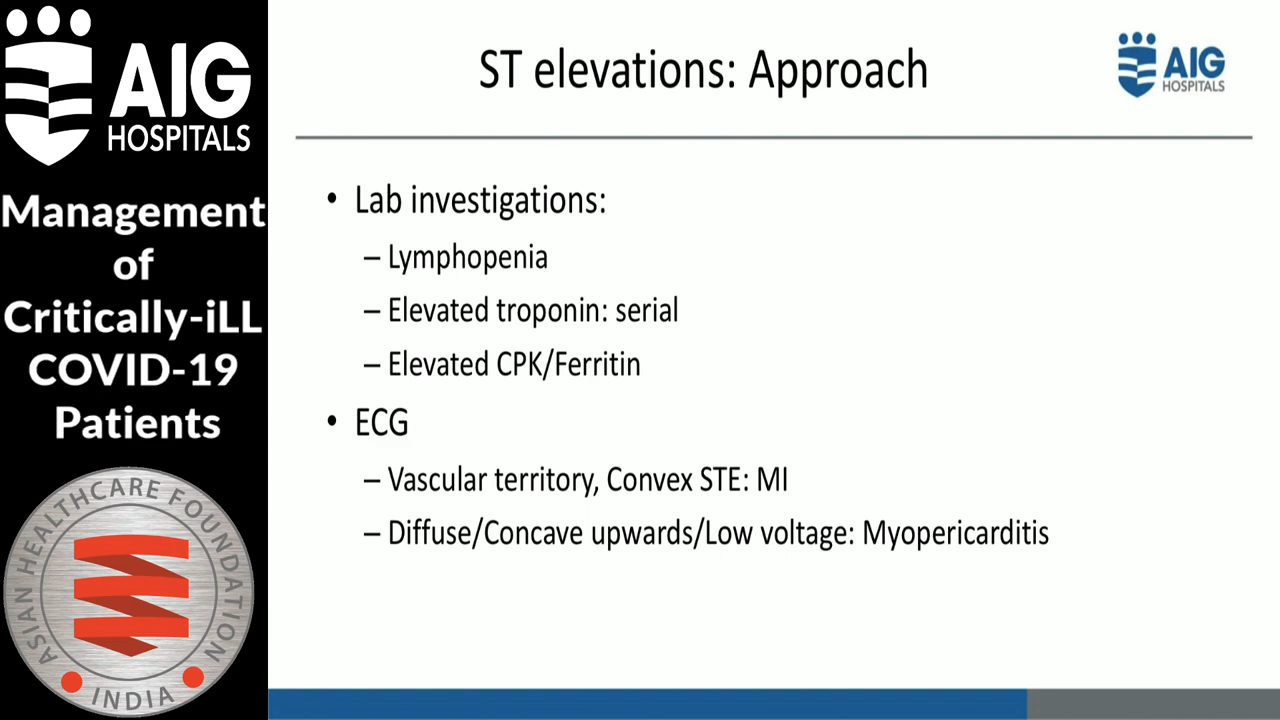 AIG
HOSPITALS
Management
of
Critically-iLL
COVID-19
Patients
ASIAN HEALTHCARE FOUNDATION
INDIA
ST elevations: Approach
AIG
HOSPITALS
• Lab investigations:
– Lymphopenia
– Elevated troponin: serial
– Elevated CPK/Ferritin
• ECG
– Vascular territory, Convex STE: MI
– Diffuse/Concave upwards/Low voltage: Myopericarditis